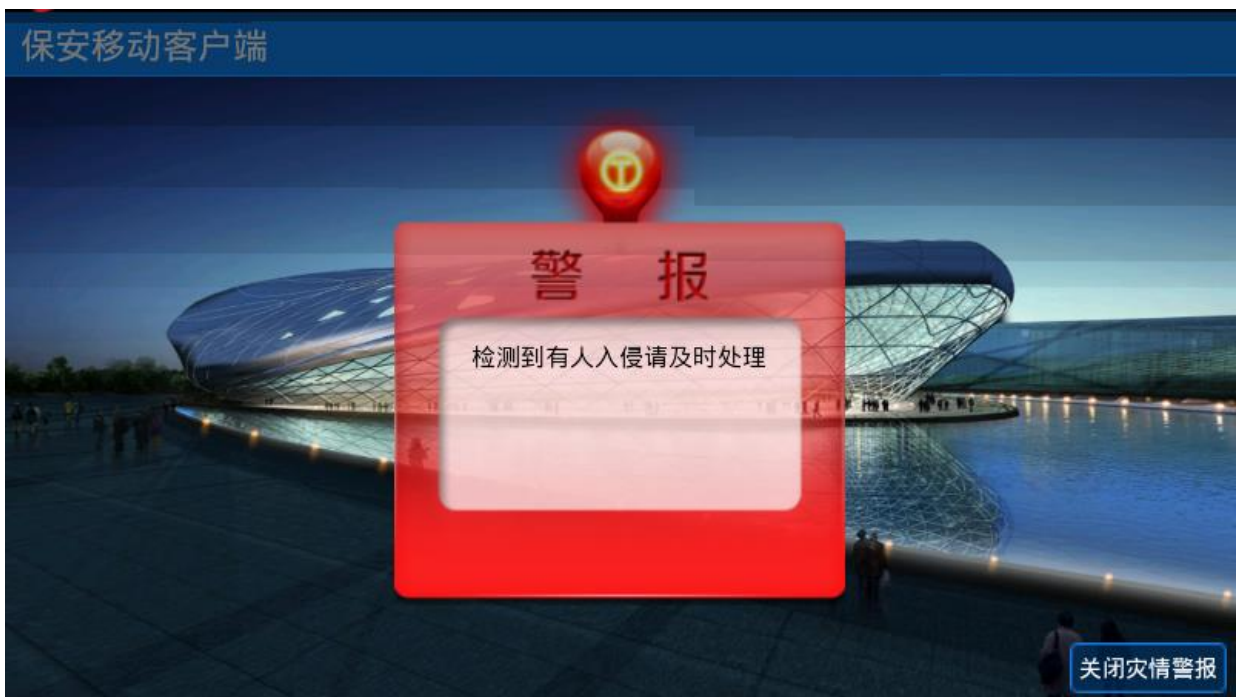 保安移动客户端
警 报
检测到有人入侵请及时处理
关闭灾情警报